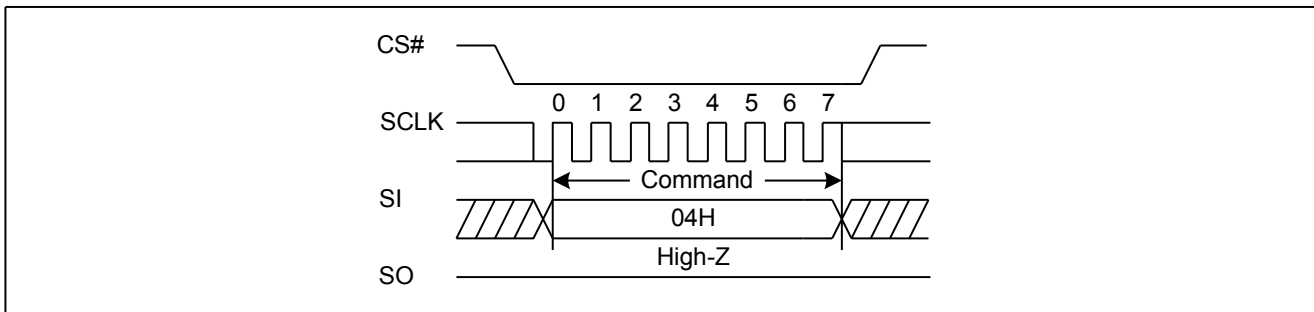 CS#
0 1 2 3 4 5 6 7
SCLK
Command
SI
04H
High-Z
SO